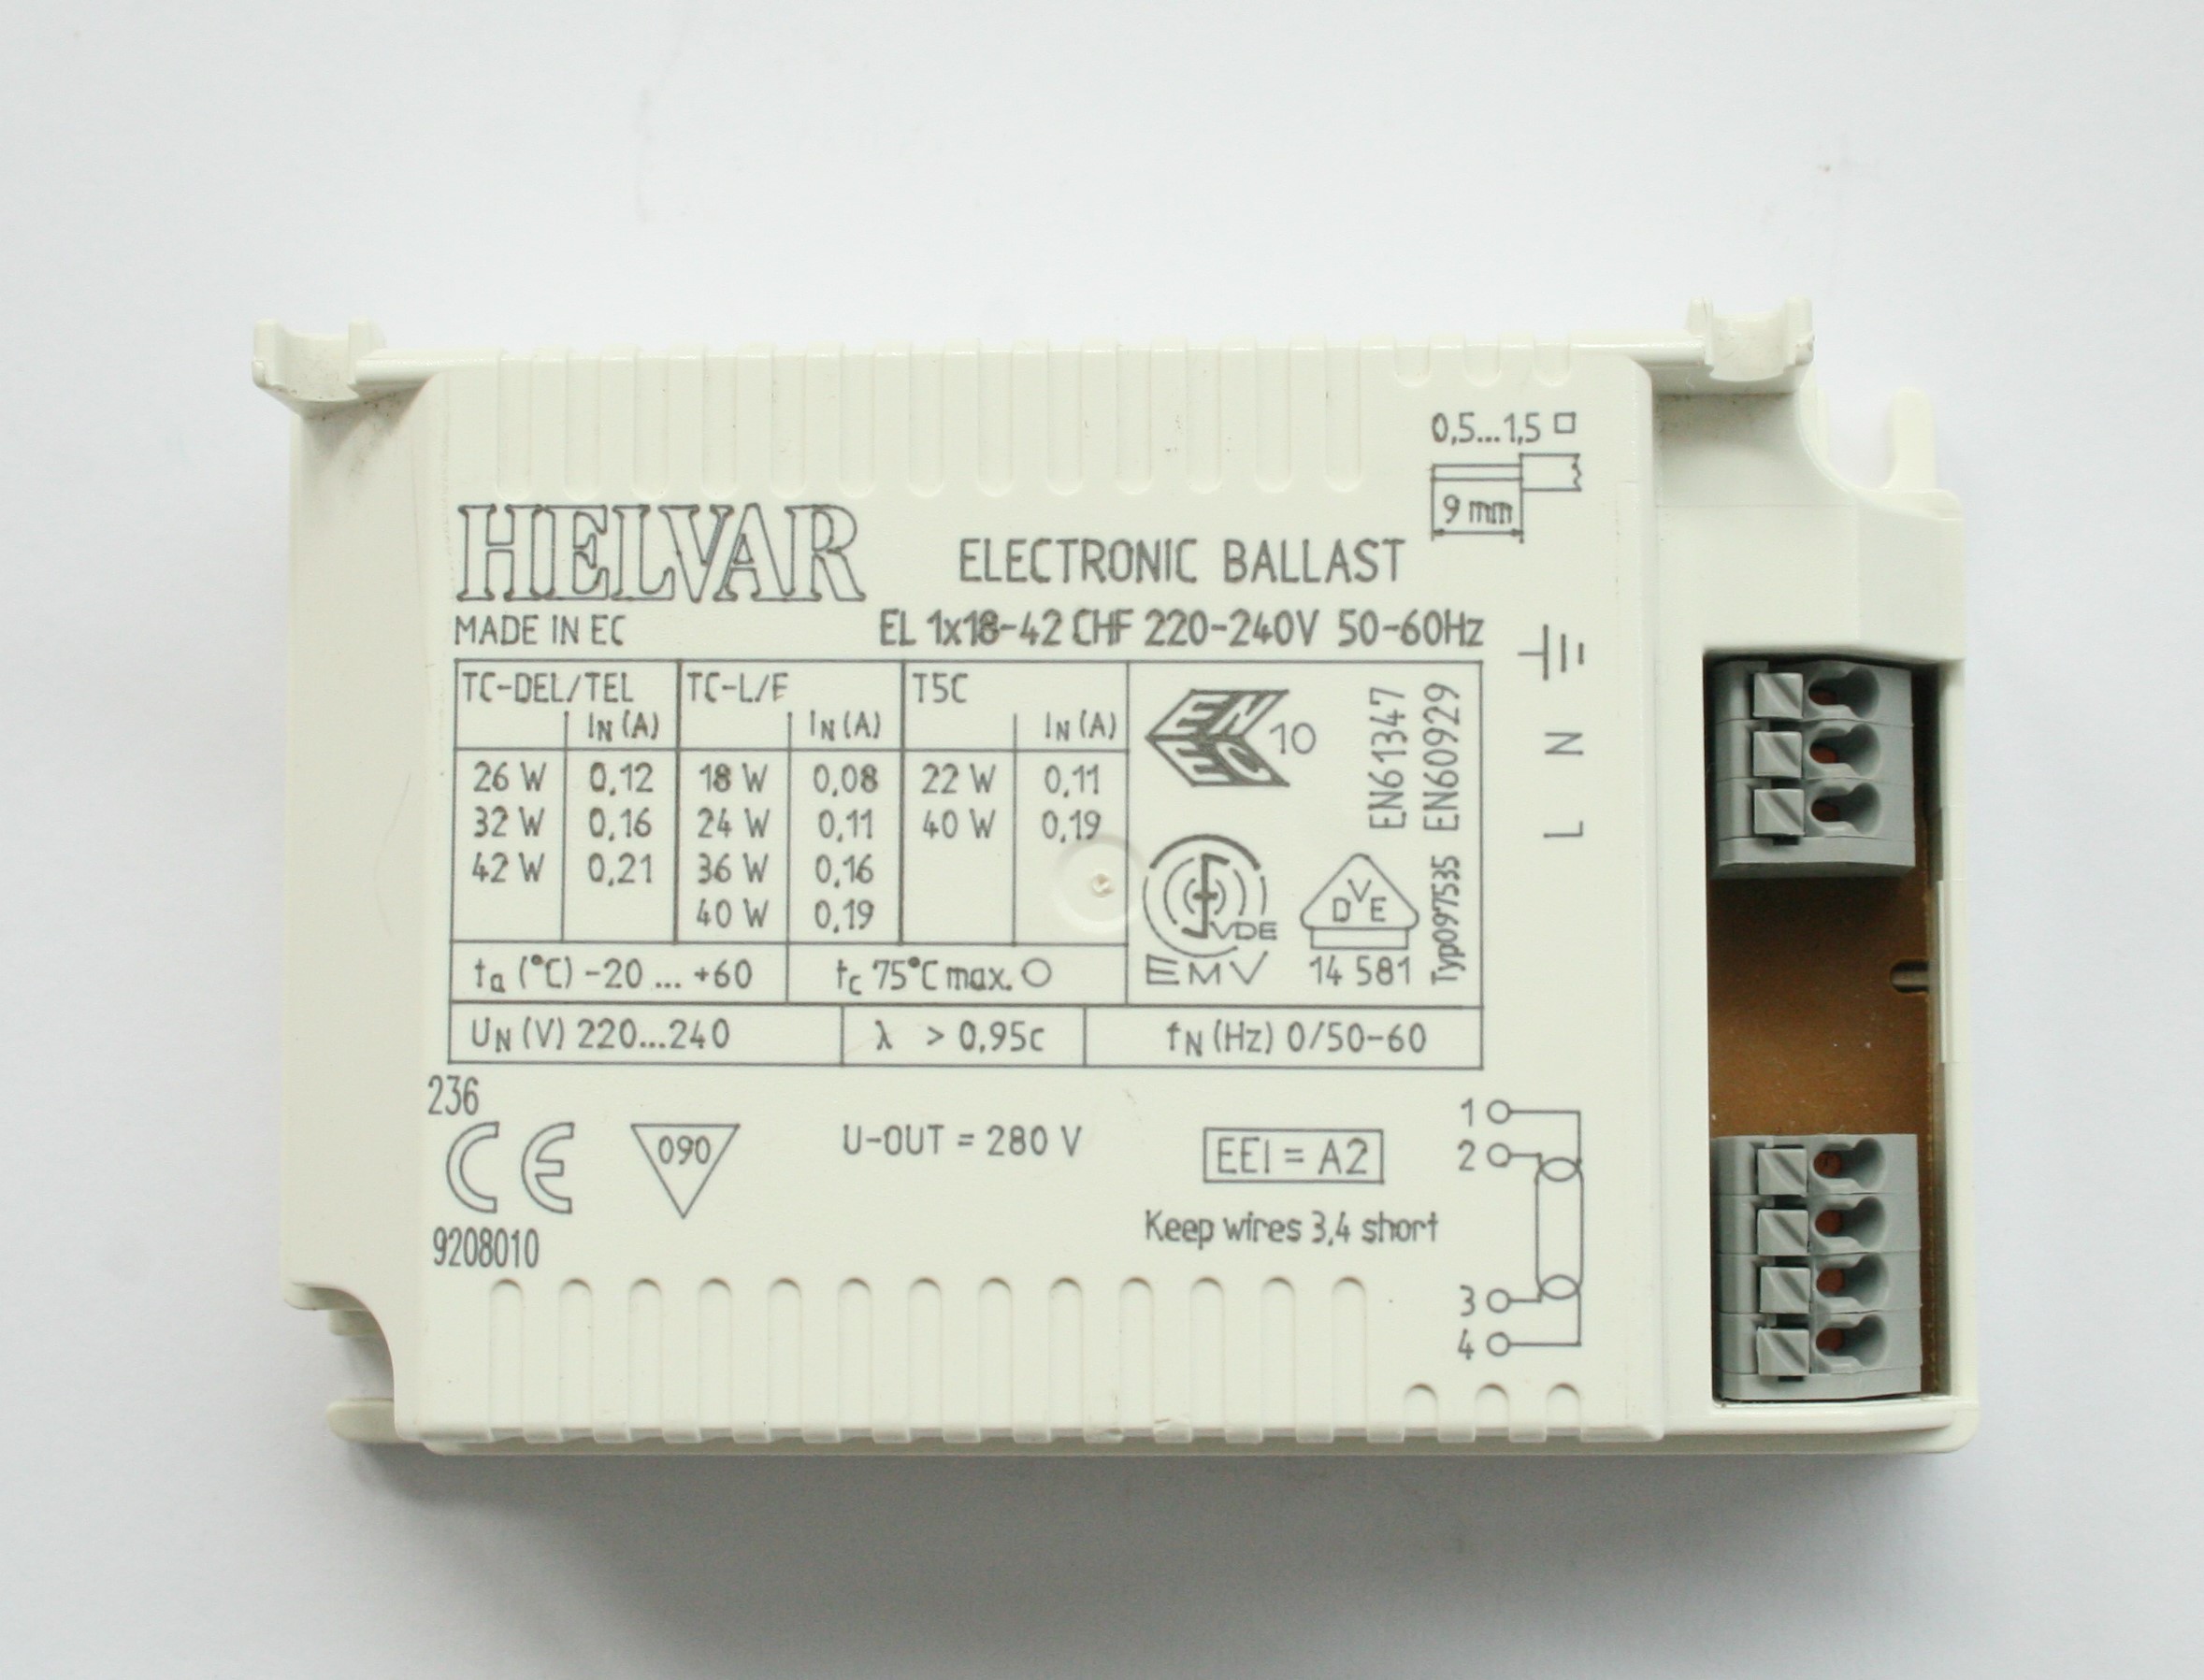 0,5...1,5
9 mm
HELVAR
ELECTRONIC BALLAST
MADE IN EC
EL 1x18-42 CHF 220-240V 50-60Hz
TC-DEL/TEL TC-L/F T5C
IN (A) IN (A) IN (A)
26 W 0,12 18 W 0,08 22 W 0,11
32 W 0,16 24 W 0,11 40 W 0,19
42 W 0,21 36 W 0,16
40 W 0,19
ta (°C) -20 ... +60 tc 75°C max.
UN (V) 220...240 λ > 0,95c fN (Hz) 0/50-60
ENEC 10
EN61347
EN60929
VDE
EMV
DVE
14 581
Typ097535
N
L
236
CE
090
U-OUT = 280 V
EEI = A2
9208010
Keep wires 3,4 short
1
2
3
4